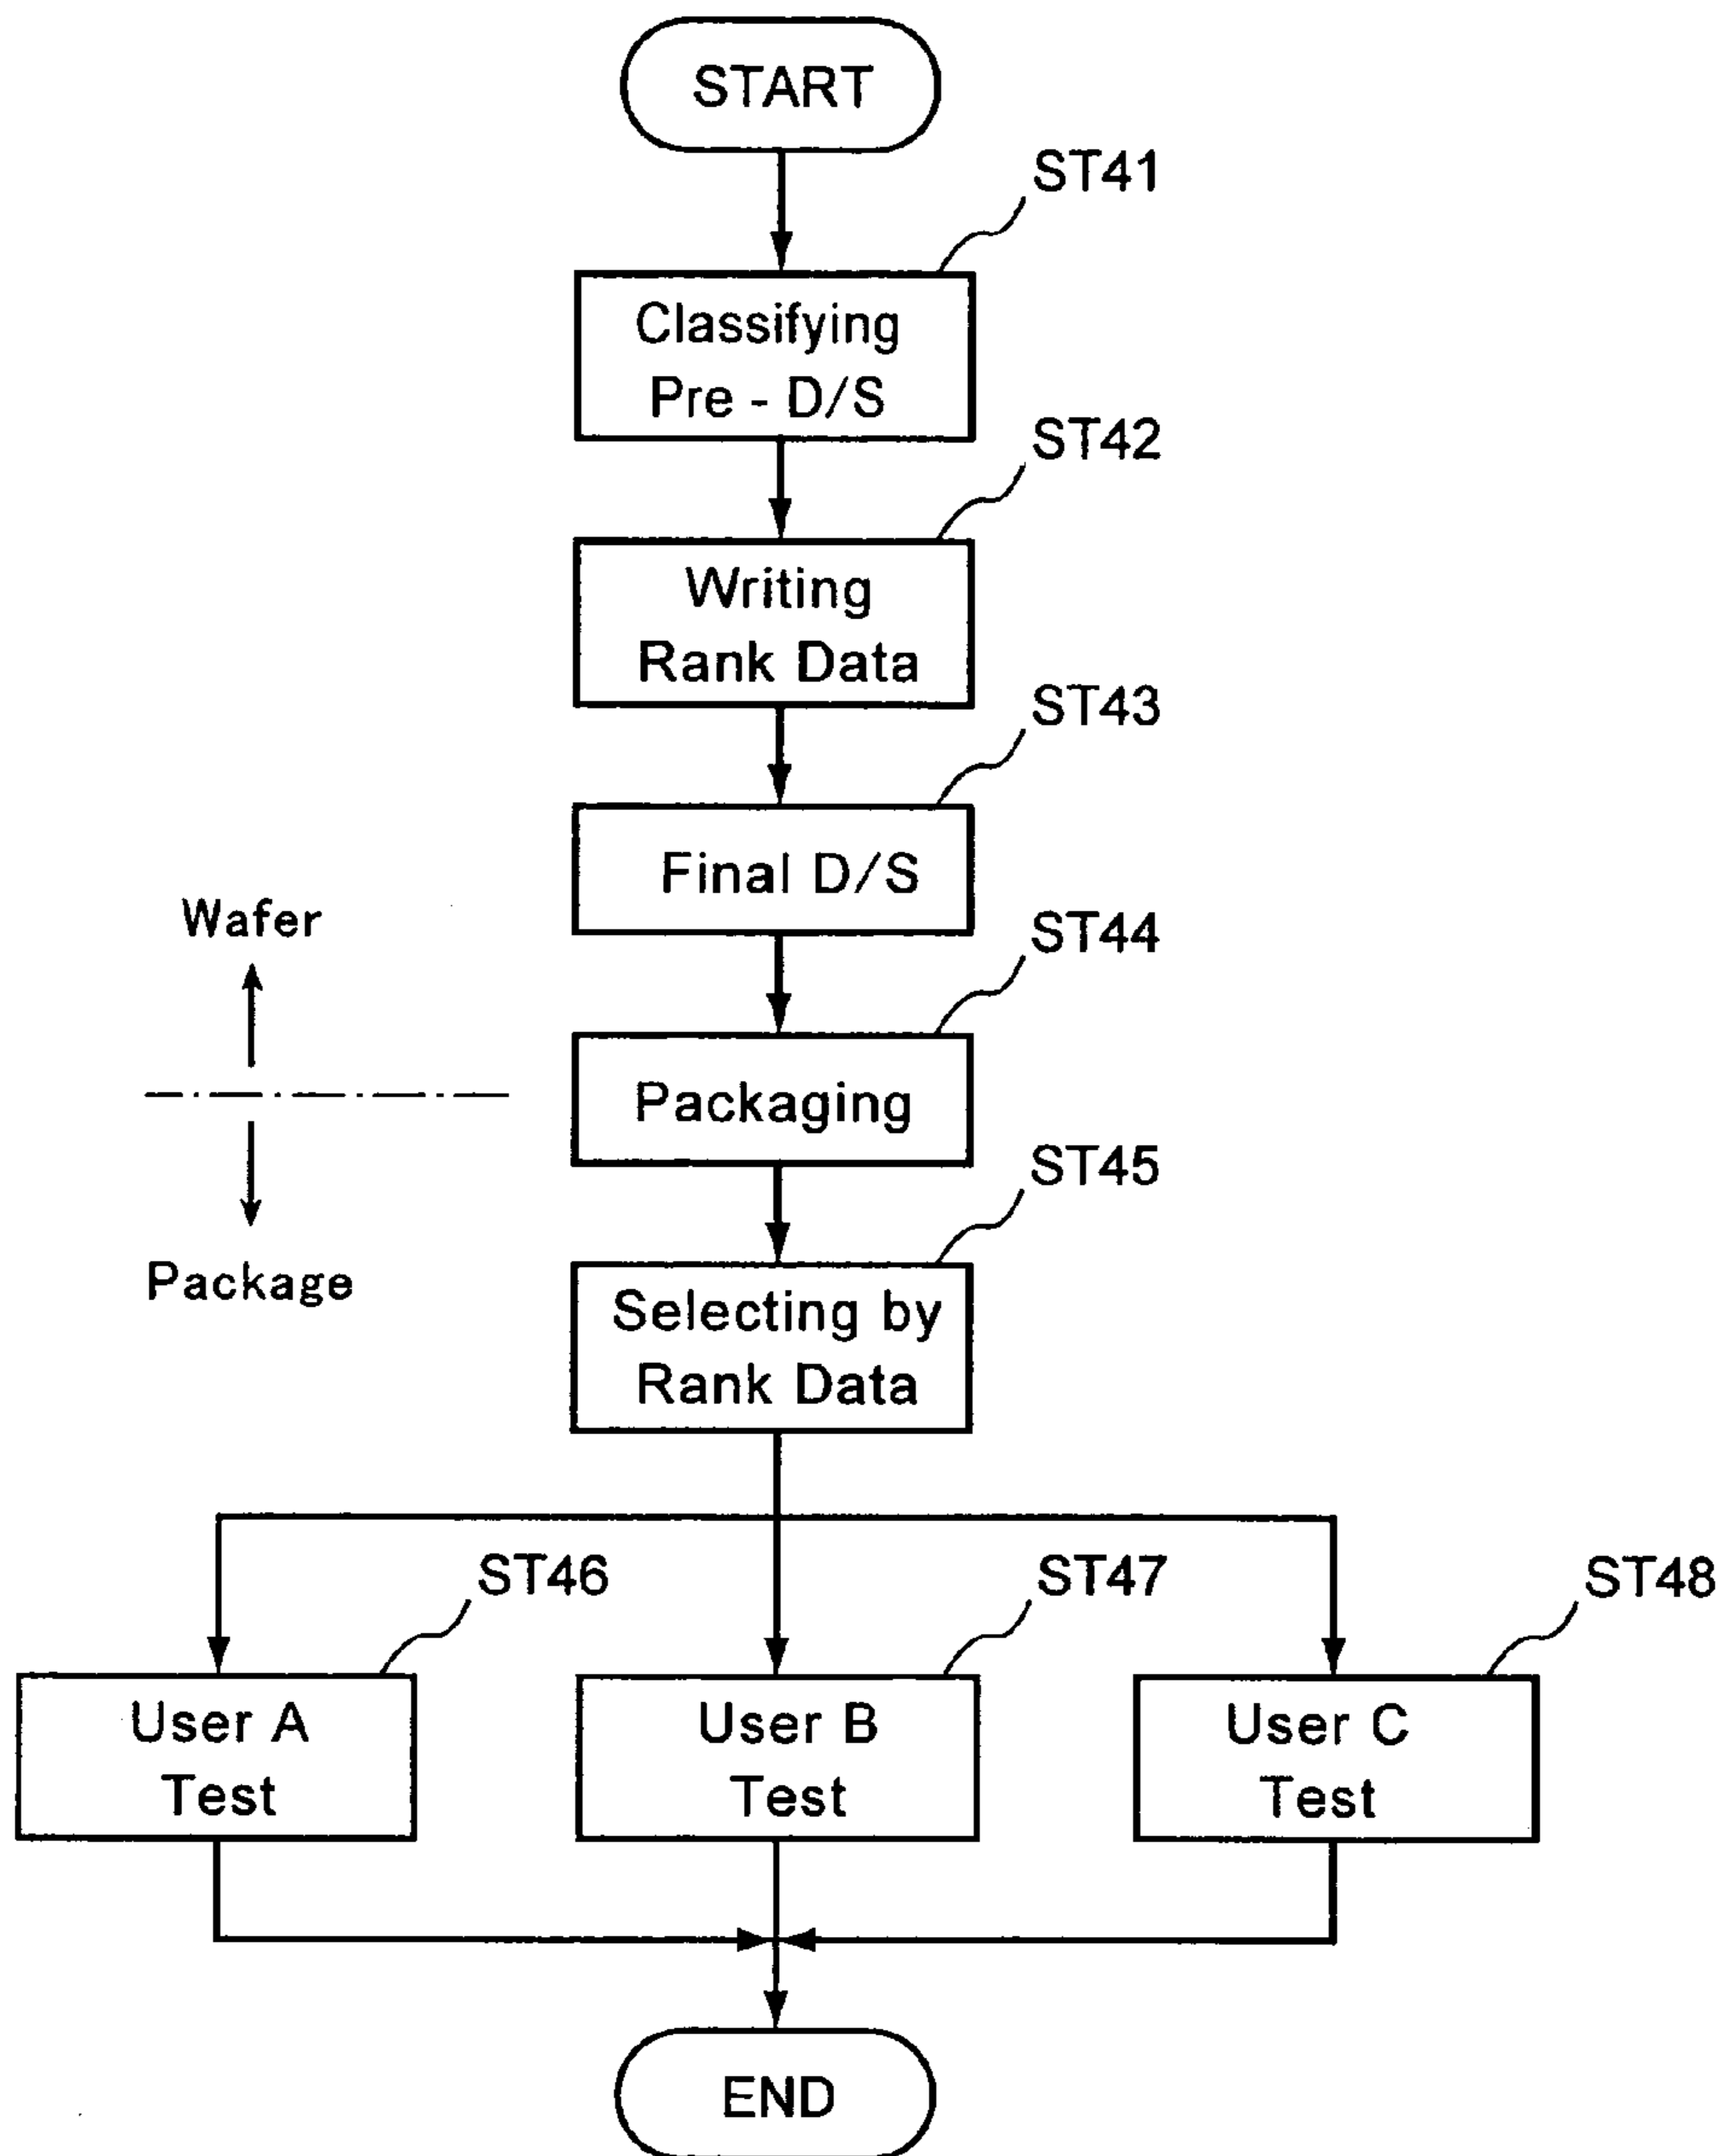 START
ST41
Classifying
Pre - D/S
ST42
Writing
Rank Data
ST43
Final D/S
Wafer
ST44
Packaging
ST45
Package
Selecting by
Rank Data
ST46
ST47
ST48
User A
Test
User B
Test
User C
Test
END